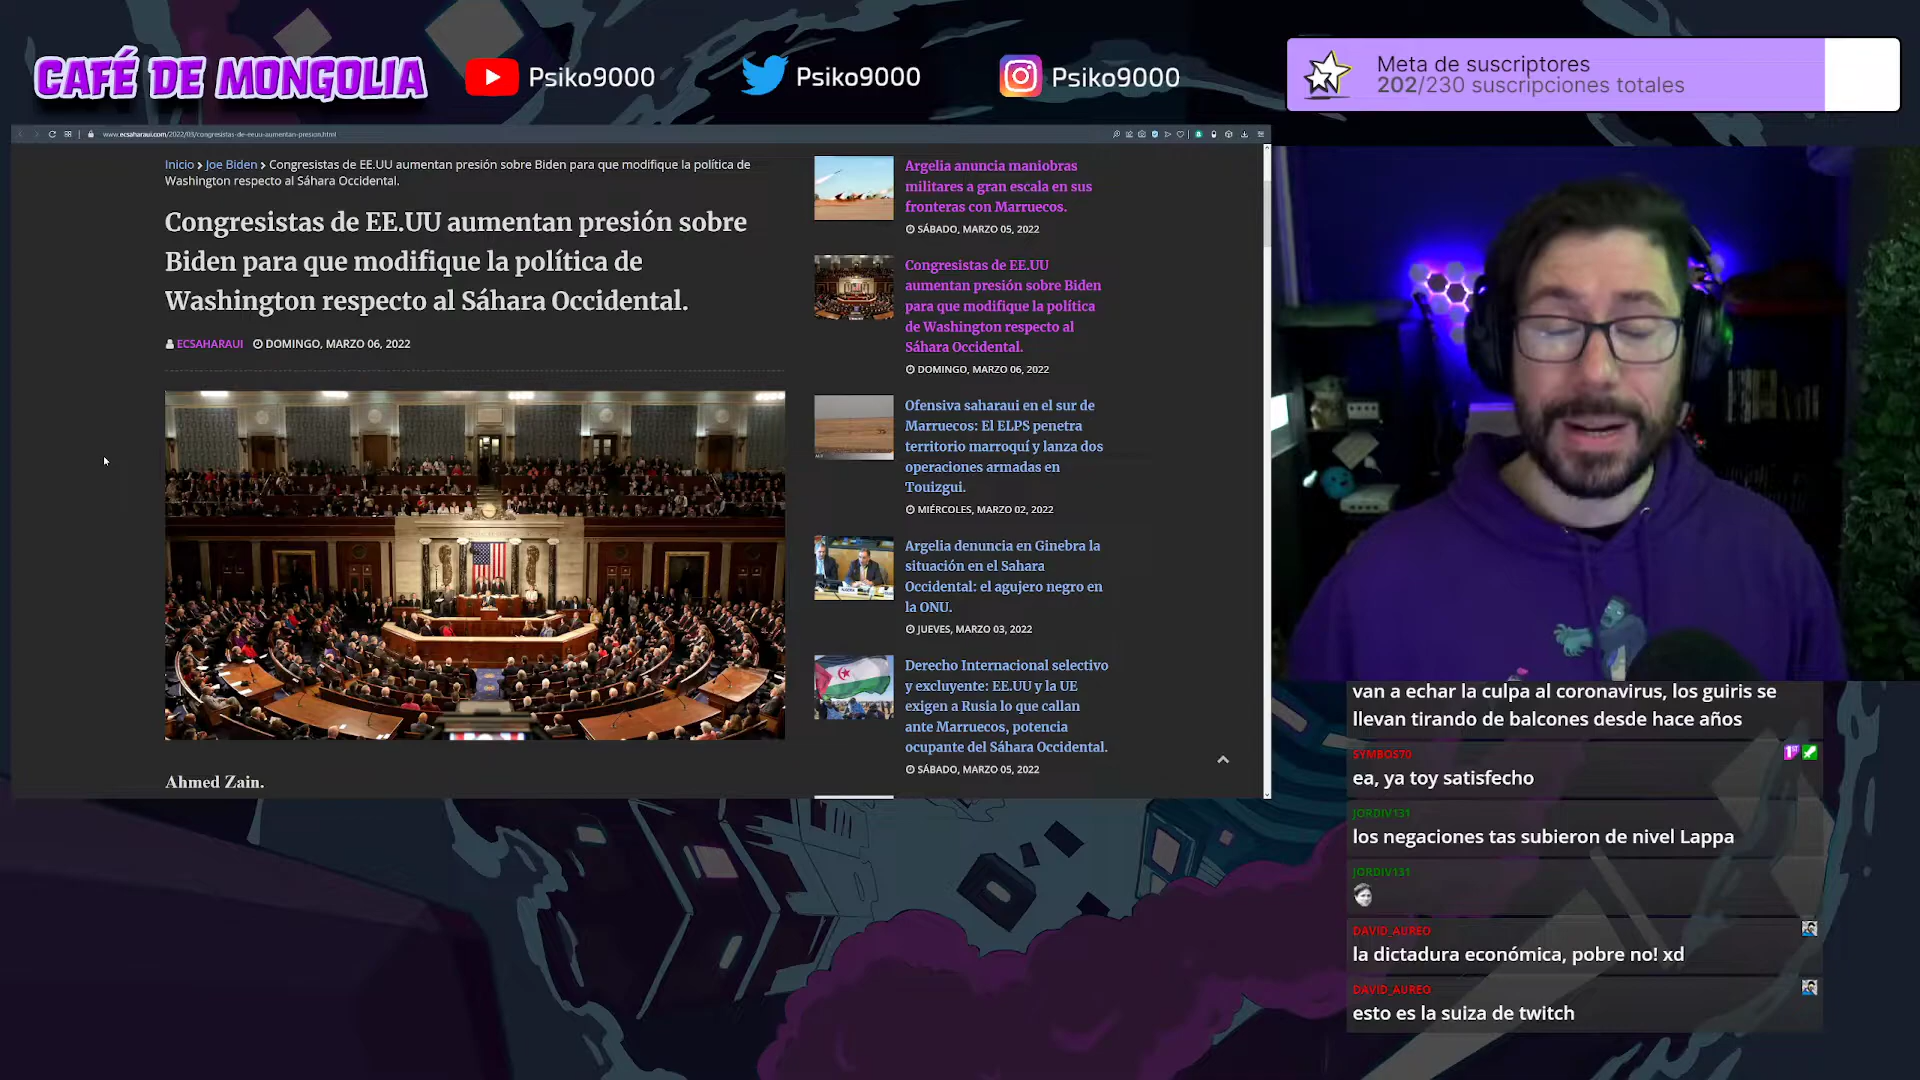 CAFÉ DE MONGOLIA
Psiko9000
Psiko9000
Psiko9000
Meta de suscriptores
202/230 suscripciones totales
www.ecsaharaui.com/2022/03/congresistas-de-eeuu-aumentan-presion.html
Inicio › Joe Biden › Congresistas de EE.UU aumentan presión sobre Biden para que modifique la política de
Washington respecto al Sáhara Occidental.
Congresistas de EE.UU aumentan presión sobre
Biden para que modifique la política de
Washington respecto al Sáhara Occidental.
ECSAHARAUI DOMINGO, MARZO 06, 2022
Ahmed Zain.
Argelia anuncia maniobras
militares a gran escala en sus
fronteras con Marruecos.
SÁBADO, MARZO 05, 2022
Congresistas de EE.UU
aumentan presión sobre Biden
para que modifique la política
de Washington respecto al
Sáhara Occidental.
DOMINGO, MARZO 06, 2022
Ofensiva saharaui en el sur de
Marruecos: El ELPS penetra
territorio marroquí y lanza dos
operaciones armadas en
Touizgui.
MIÉRCOLES, MARZO 02, 2022
Argelia denuncia en Ginebra la
situación en el Sahara
Occidental: el agujero negro en
la ONU.
JUEVES, MARZO 03, 2022
Derecho Internacional selectivo
y excluyente: EE.UU y la UE
exigen a Rusia lo que callan
ante Marruecos, potencia
ocupante del Sáhara Occidental.
SÁBADO, MARZO 05, 2022
van a echar la culpa al coronavirus, los guiris se
llevan tirando de balcones desde hace años
SYMBOS70
ea, ya toy satisfecho
JORDIV131
los negaciones tas subieron de nivel Lappa
JORDIV131
DAVID_AUREO
la dictadura económica, pobre no! xd
DAVID_AUREO
esto es la suiza de twitch